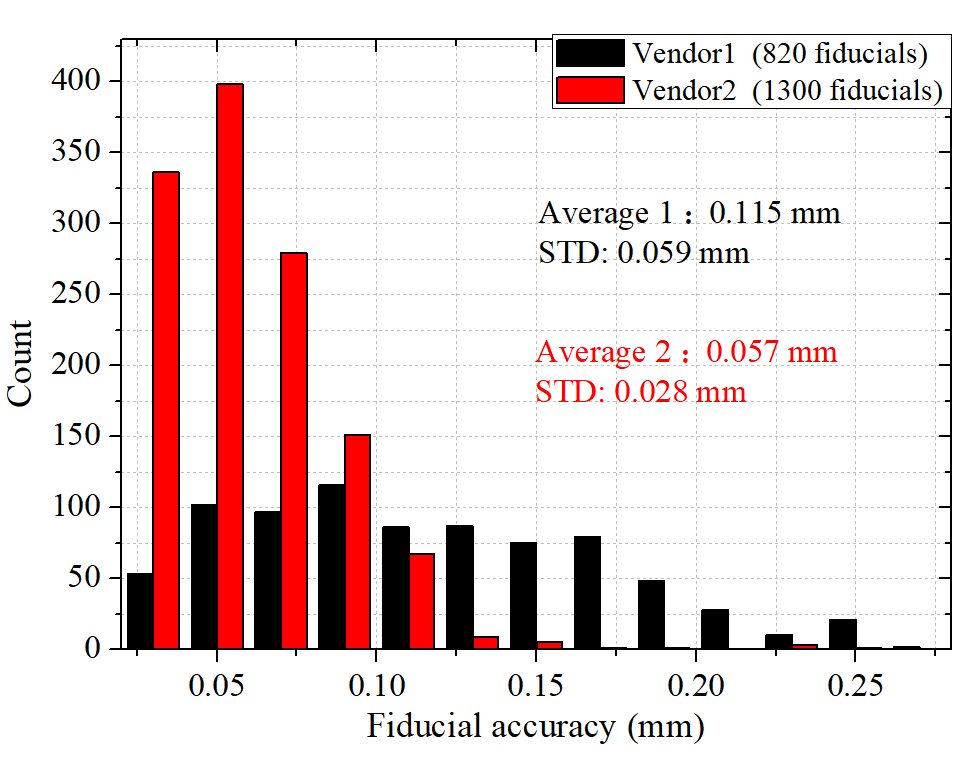 Vendor1 (820 fiducials)
Vendor2 (1300 fiducials)
400
350
300
250
200
150
100
50
0
Count
Average 1：0.115 mm
STD: 0.059 mm
Average 2：0.057 mm
STD: 0.028 mm
0.05 0.10 0.15 0.20 0.25
Fiducial accuracy (mm)